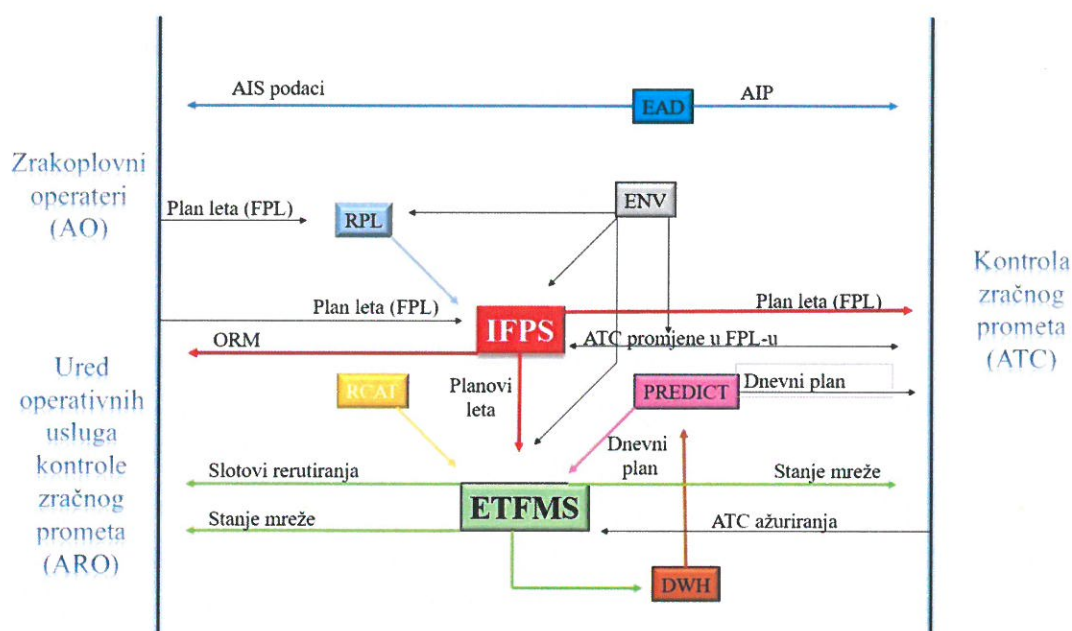 AIS podaci
EAD
AIP
Zrakoplovni
operateri
(AO)
Plan leta (FPL)
RPL
ENV
Kontrola
zračnog
prometa
(ATC)
Plan leta (FPL)
IFPS
Plan leta (FPL)
ORM
ATC promjene u FPL-u
Ured
operativnih
usluga
kontrole
zračnog
prometa
(ARO)
RCAT
Planovi
leta
PREDICT
Dnevni plan
Dnevni
plan
Slotovi rerutiranja
ETFMS
Stanje mreže
Stanje mreže
ATC ažuriranja
DWH